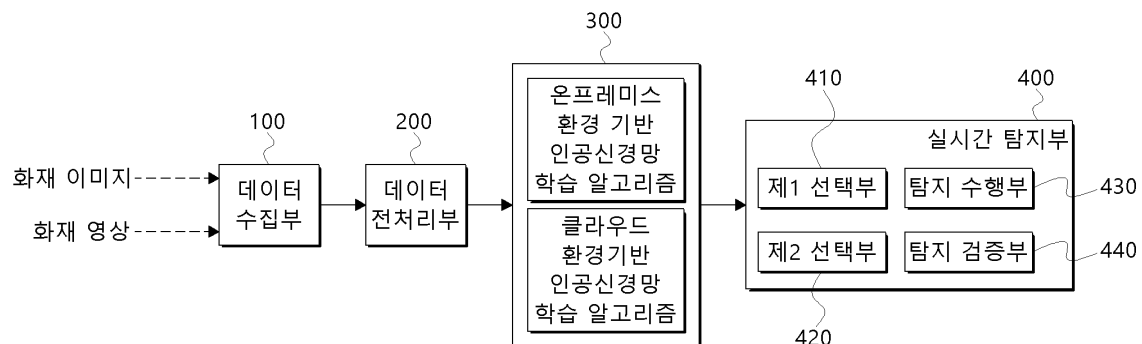 300
온프레미스
환경 기반
인공신경망
학습 알고리즘
클라우드
환경기반
인공신경망
학습 알고리즘
100
데이터
수집부
200
데이터
전처리부
화재 이미지
화재 영상
410
400
실시간 탐지부
제1 선택부
탐지 수행부
430
제2 선택부
탐지 검증부
440
420